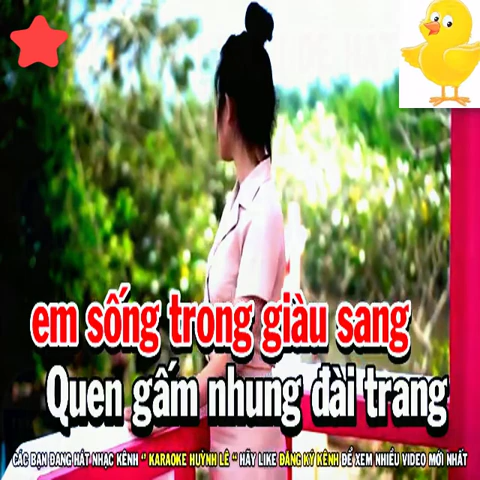 em sống trong giàu sang
Quen gấm nhung đài trang
CÁC BẠN ĐANG HÁT NHẠC KÊNH " KARAOKE HUỲNH LÊ " HÃY LIKE ĐĂNG KÝ KÊNH ĐỂ XEM NHIỀU VIDEO MỚI NHẤT